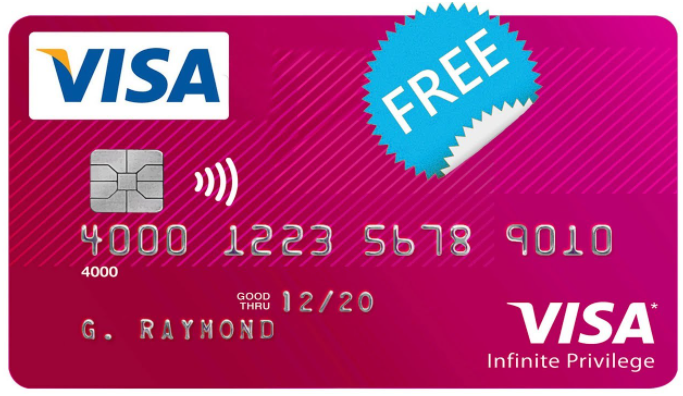 VISA
FREE
4000 1223 5678 9010
4000
GOOD THRU 12/20
G. RAYMOND
VISA*
Infinite Privilege